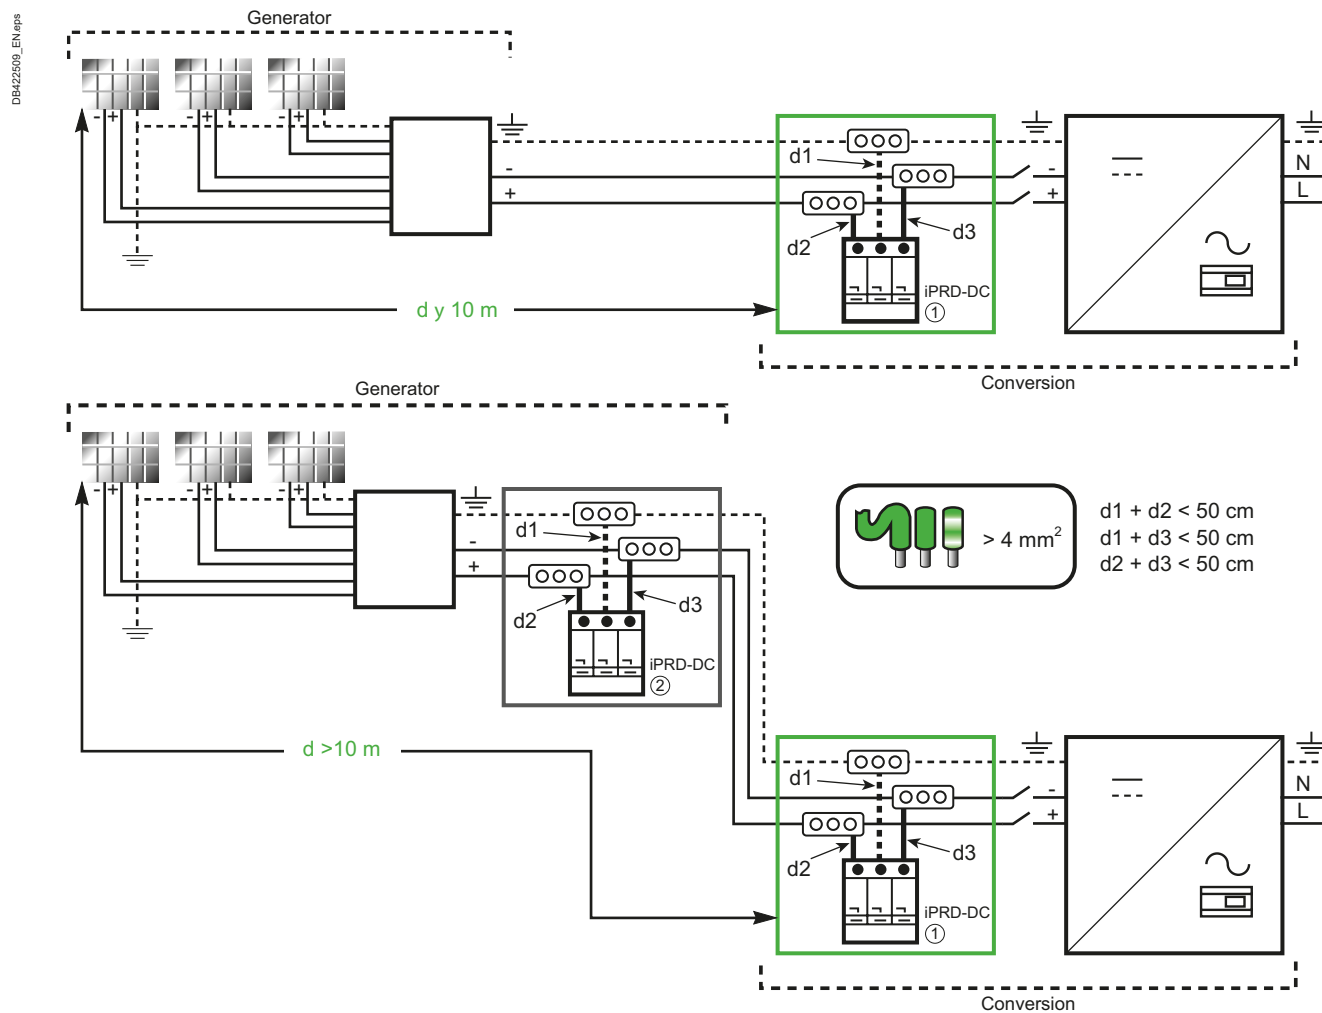 DB422509_EN.eps
Generator
- + - + - +
d1
-
+
d2
d3
iPRD-DC
1
-
+
N
L
d y 10 m
Conversion
Generator
- + - + - +
d1
-
+
d2
d3
iPRD-DC
2
> 4 mm²
d1 + d2 < 50 cm
d1 + d3 < 50 cm
d2 + d3 < 50 cm
d >10 m
d1
d2
d3
iPRD-DC
1
-
+
N
L
Conversion